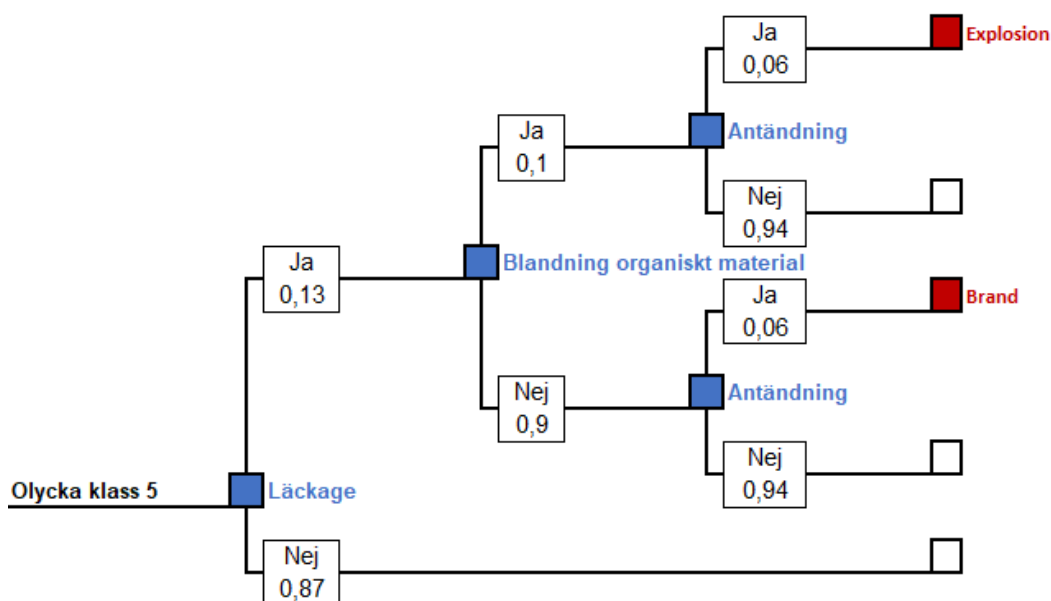 Ja
0,06
Explosion
Ja
0,1
Antändning
Nej
0,94
Ja
0,13
Blandning organiskt material
Ja
0,06
Brand
Nej
0,9
Antändning
Nej
0,94
Olycka klass 5
Läckage
Nej
0,87